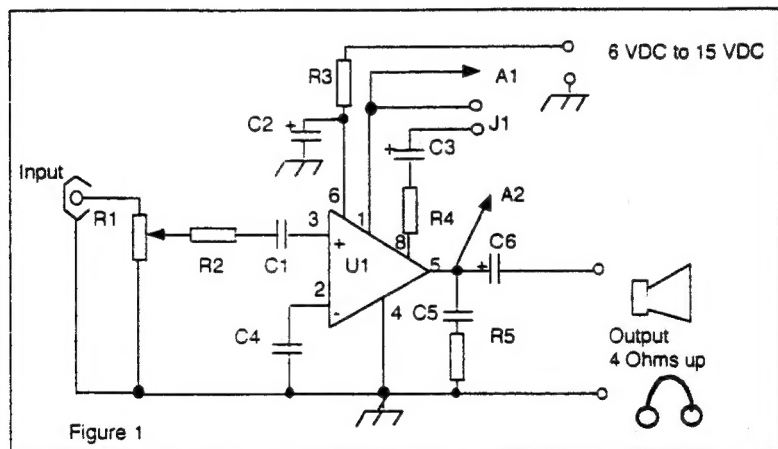 6 VDC to 15 VDC
R3
A1
C2
+
J1
+
C3
Input
6
1
R4
A2
R1
3
8
C6
+
U1
5
+
R2
C1
2
-
4
C5
R5
C4
Output
4 Ohms up
Figure 1